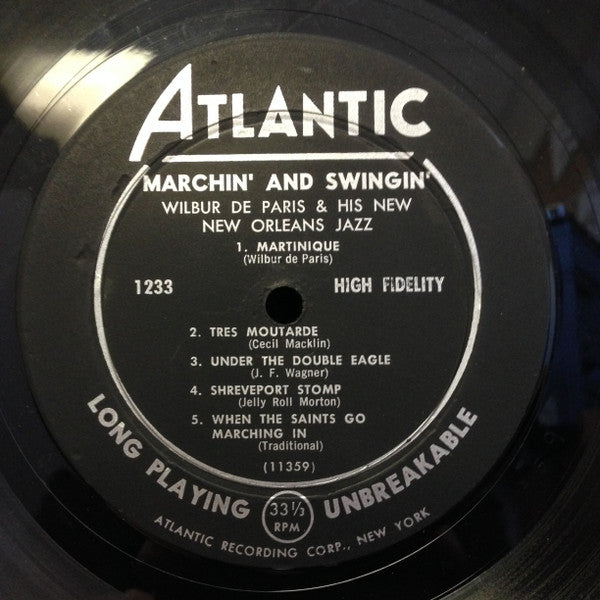 ATLANTIC
MARCHIN' AND SWINGIN'
WILBUR DE PARIS & HIS NEW
NEW ORLEANS JAZZ
1. MARTINIQUE
(Wilbur de Paris)
1233 HIGH FIDELITY
2. TRES MOUTARDE
(Cecil Macklin)
3. UNDER THE DOUBLE EAGLE
(J. F. Wagner)
4. SHREVEPORT STOMP
(Jelly Roll Morton)
5. WHEN THE SAINTS GO
MARCHING IN
(Traditional)
(11359)
LONG PLAYING 33 1/3 RPM UNBREAKABLE
ATLANTIC RECORDING CORP., NEW YORK